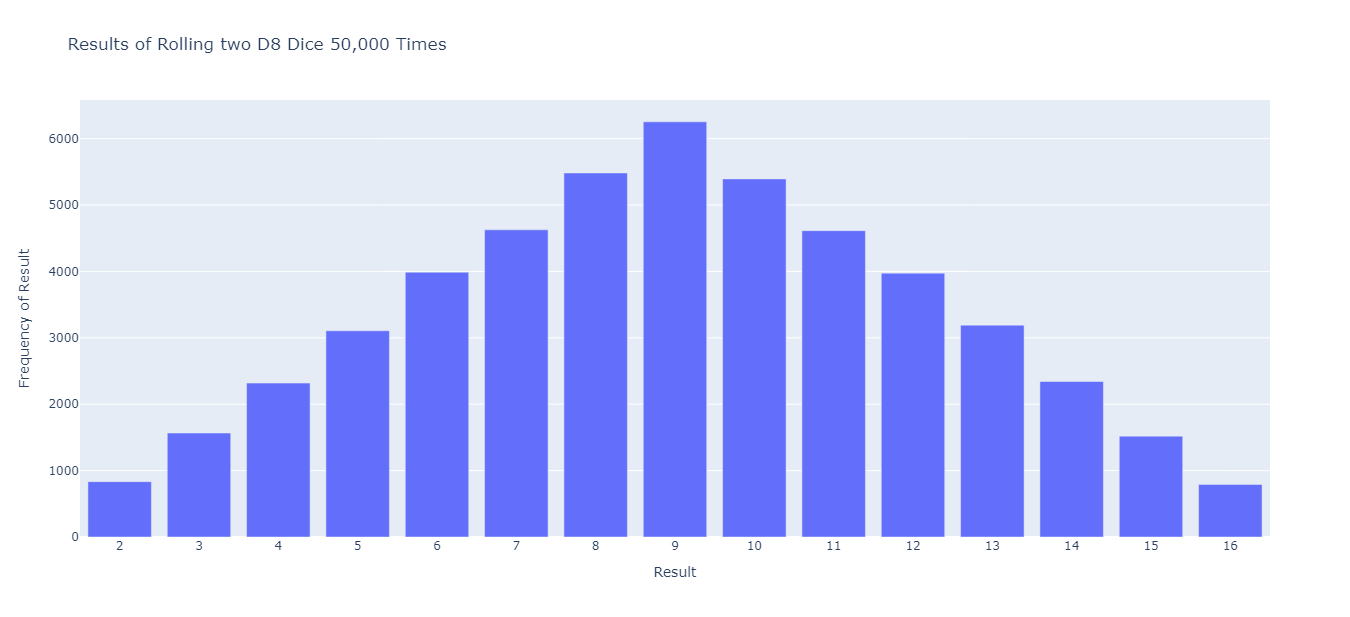 Results of Rolling two D8 Dice 50,000 Times
Frequency of Result
6000
5000
4000
3000
2000
1000
0
2 3 4 5 6 7 8 9 10 11 12 13 14 15 16
Result